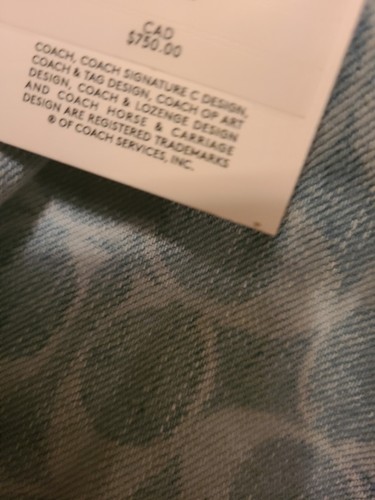 CAD
$750.00
COACH, COACH SIGNATURE C DESIGN,
COACH & TAG DESIGN, COACH OP ART
DESIGN, COACH & LOZENGE DESIGN
AND COACH HORSE & CARRIAGE
DESIGN ARE REGISTERED TRADEMARKS
® OF COACH SERVICES, INC.